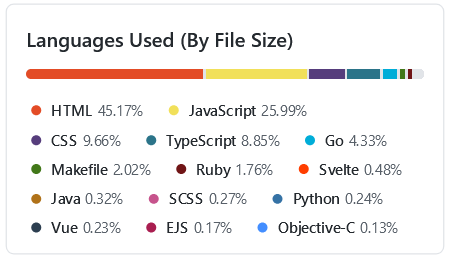 Languages Used (By File Size)
HTML 45.17% JavaScript 25.99%
CSS 9.66% TypeScript 8.85% Go 4.33%
Makefile 2.02% Ruby 1.76% Svelte 0.48%
Java 0.32% SCSS 0.27% Python 0.24%
Vue 0.23% EJS 0.17% Objective-C 0.13%